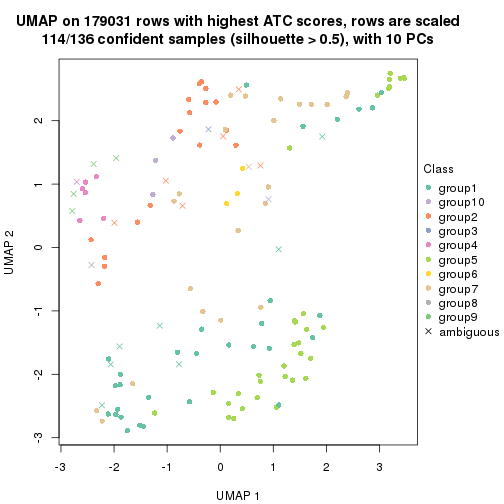 UMAP on 179031 rows with highest ATC scores, rows are scaled
114/136 confident samples (silhouette > 0.5), with 10 PCs
Class
group1
group10
group2
group3
group4
group5
group6
group7
group8
group9
ambiguous
UMAP 2
2
1
0
-1
-2
-3
-3
-2
-1
0
1
2
3
UMAP 1